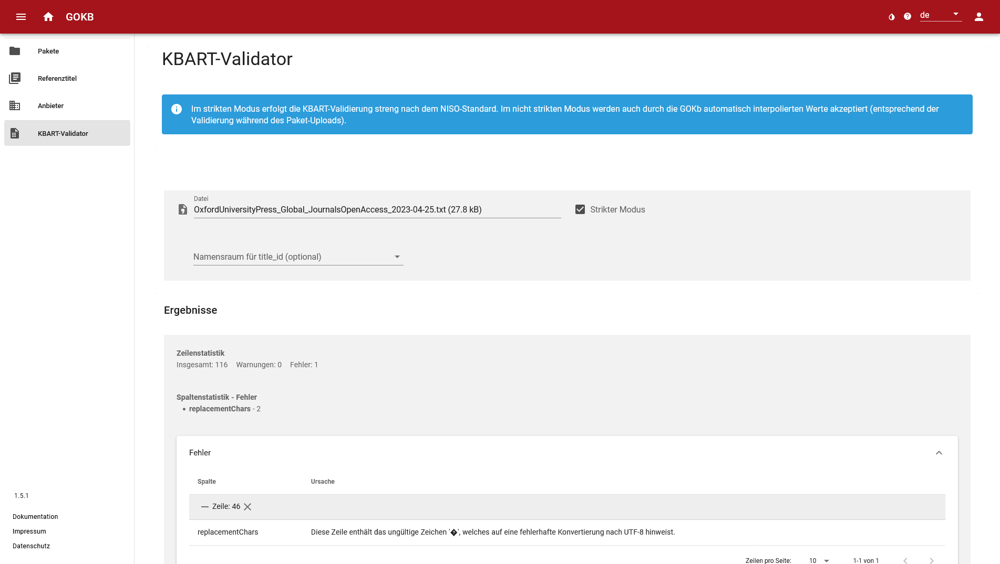 GOKB
de
Pakete
Referenztitel
Anbieter
KBART-Validator
1.5.1
Dokumentation
Impressum
Datenschutz
KBART-Validator
Im strikten Modus erfolgt die KBART-Validierung streng nach dem NISO-Standard. Im nicht strikten Modus werden auch durch die GOKb automatisch interpolierten Werte akzeptiert (entsprechend der
Validierung während des Paket-Uploads).
Datei
OxfordUniversityPress_Global_JournalsOpenAccess_2023-04-25.txt (27.8 kB)
Strikter Modus
Namensraum für title_id (optional)
Ergebnisse
Zeilenstatistik
Insgesamt: 116 Warnungen: 0 Fehler: 1
Spaltenstatistik - Fehler
• replacementChars - 2
Fehler
Spalte Ursache
Zeile: 46
replacementChars Diese Zeile enthält das ungültige Zeichen '�', welches auf eine fehlerhafte Konvertierung nach UTF-8 hinweist.
Zeilen pro Seite: 10 1-1 von 1